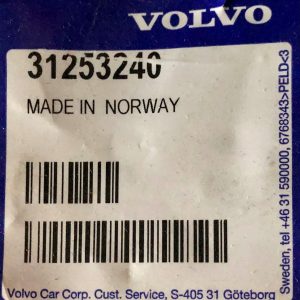 VOLVO
31253240
MADE IN NORWAY
Volvo Car Corp. Cust. Service, S-405 31 Göteborg
Sweden, tel +46 31 590000, 6768343>PELD<3